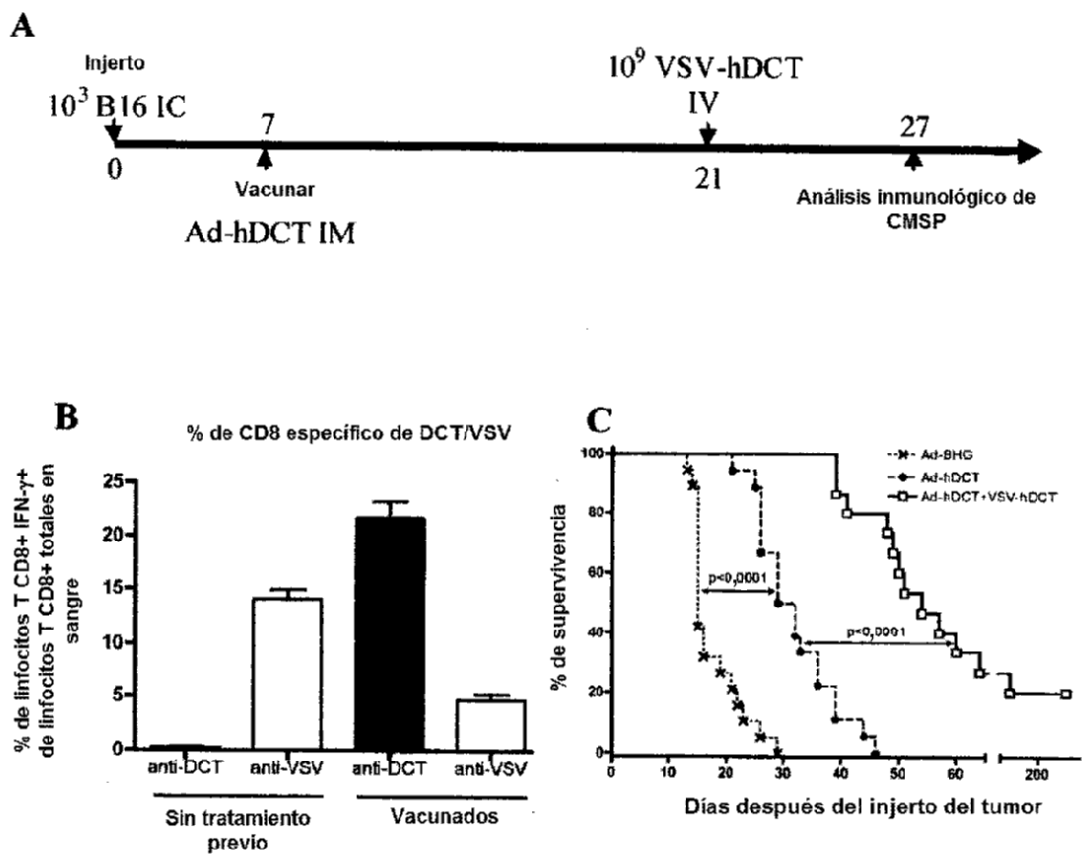 A
Injerto
10³ B16 IC
10⁹ VSV-hDCT
IV
7
27
0
21
Vacunar
Ad-hDCT IM
Análisis inmunológico de
CMSP
B
% de CD8 específico de DCT/VSV
% de linfocitos T CD8+ IFN-γ+
de linfocitos T CD8+ totales en
sangre
25
20
15
10
5
0
anti-DCT anti-VSV anti-DCT anti-VSV
Sin tratamiento
previo
Vacunados
C
Ad-BHG
Ad-hDCT
Ad-hDCT+VSV-hDCT
% de supervivencia
100
80
60
40
20
0
p<0,0001
p<0,0001
0 10 20 30 40 50 60 200
Días después del injerto del tumor